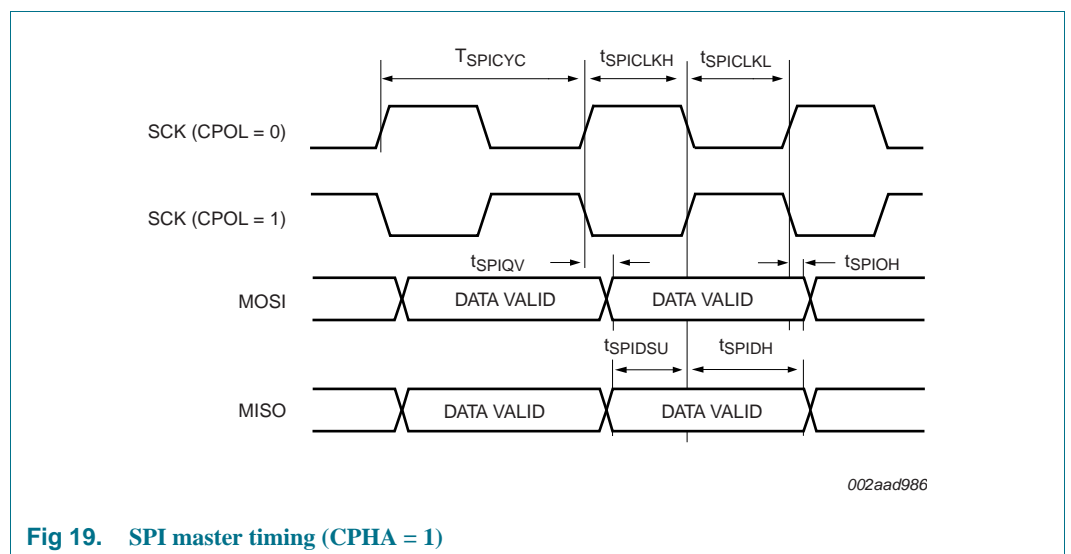 TSPICYC tSPICLKH tSPICLKL
SCK (CPOL = 0)
SCK (CPOL = 1)
tSPIQV tSPIOH
MOSI DATA VALID DATA VALID
tSPIDSU tSPIDH
MISO DATA VALID DATA VALID
002aad986
Fig 19. SPI master timing (CPHA = 1)